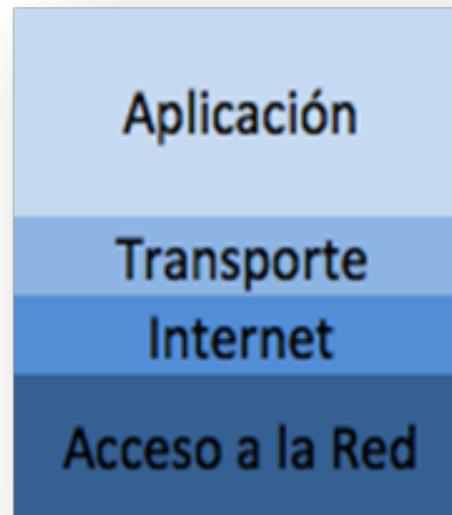 Aplicación
Transporte
Internet
Acceso a la Red